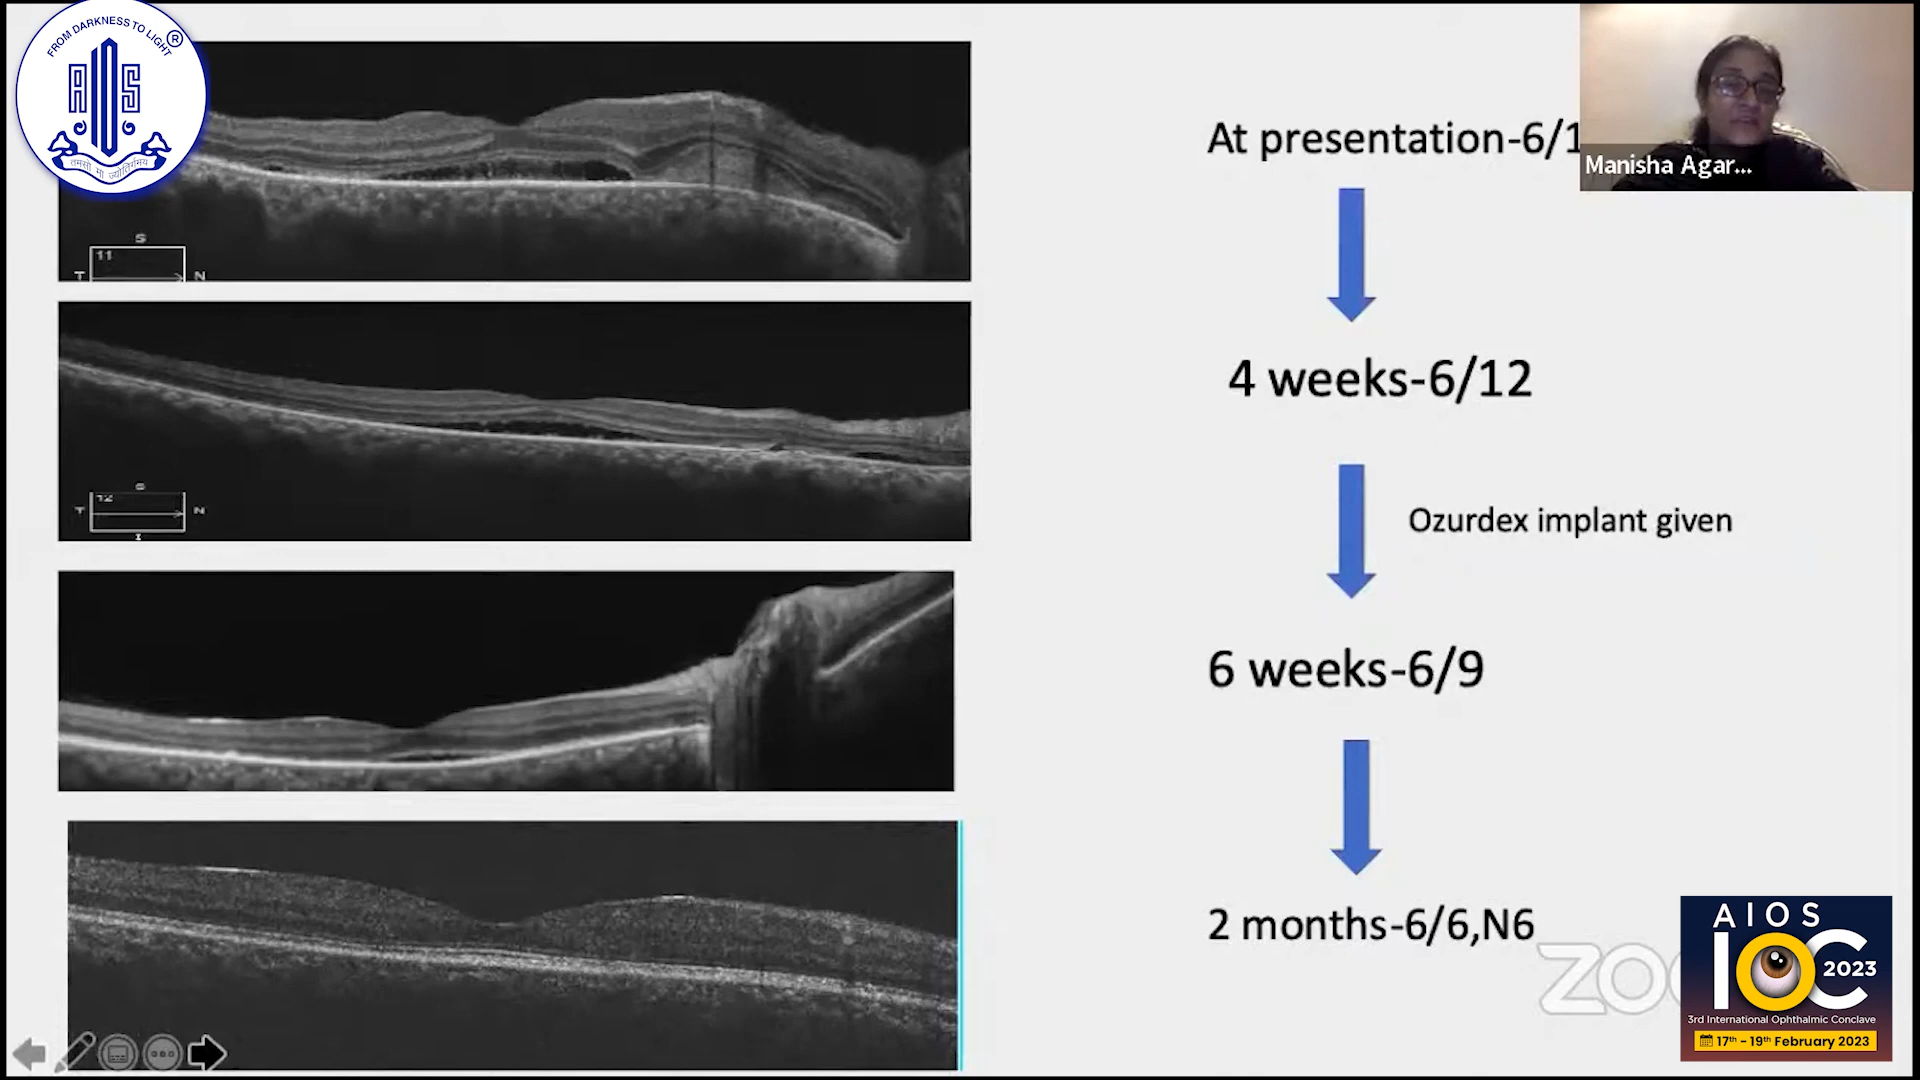 FROM DARKNESS TO LIGHT
®
AIOS
तमसो मा ज्योतिर्गमय
S
11
T N
At presentation-6/1
Manisha Agar...
S
12
T N
I
4 weeks-6/12
Ozurdex implant given
6 weeks-6/9
2 months-6/6,N6
AIOS
IOC
2023
3rd International Ophthalmic Conclave
17th - 19th February 2023